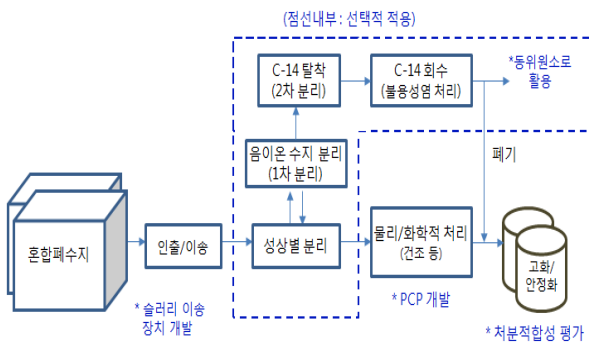 (점선내부 : 선택적 적용)
C-14 탈착
(2차 분리)
C-14 회수
(불용성염 처리)
*동위원소로
활용
음이온 수지 분리
(1차 분리)
폐기
혼합폐수지
인출/이송
성상별 분리
물리/화학적 처리
(건조 등)
고화/
안정화
* 슬러리 이송
장치 개발
* PCP 개발
* 처분적합성 평가